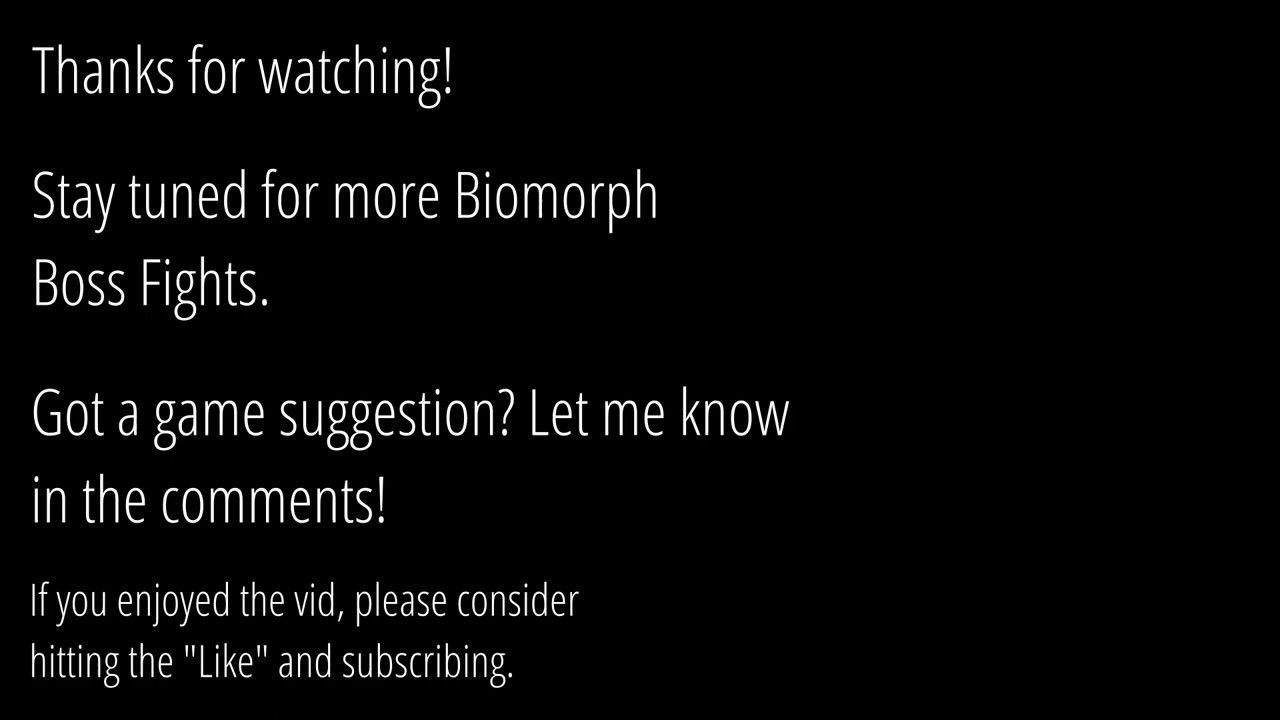 Thanks for watching!
Stay tuned for more Biomorph
Boss Fights.
Got a game suggestion? Let me know
in the comments!
If you enjoyed the vid, please consider
hitting the "Like" and subscribing.